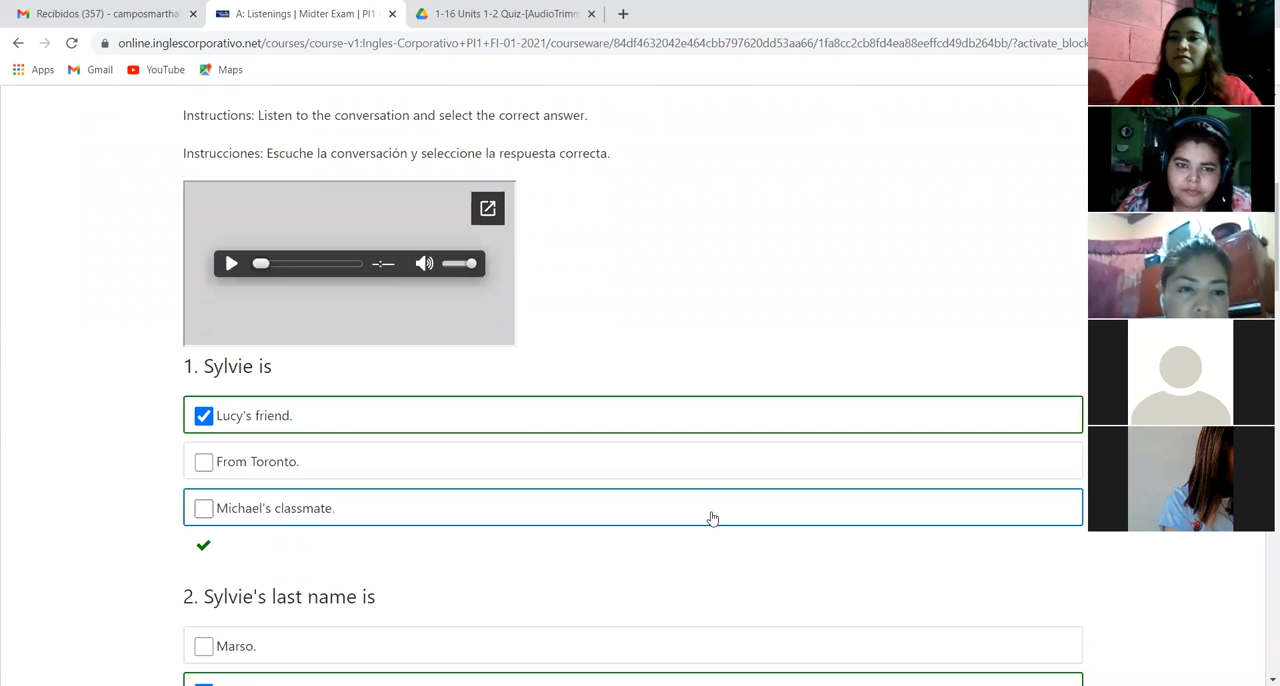 Recibidos (357) - camposmartha
A: Listenings | Midter Exam | PI1
1-16 Units 1-2 Quiz-[AudioTrimm
online.inglescorporativo.net/courses/course-v1:Ingles-Corporativo+PI1+FI-01-2021/courseware/84df4632042e464cbb797620dd53aa66/1fa8cc2cb8fd4ea88eeffcd49db264bb/?activate_block
Apps Gmail YouTube Maps
Instructions: Listen to the conversation and select the correct answer.
Instrucciones: Escuche la conversación y seleccione la respuesta correcta.
--:--
1. Sylvie is
Lucy's friend.
From Toronto.
Michael's classmate.
2. Sylvie's last name is
Marso.